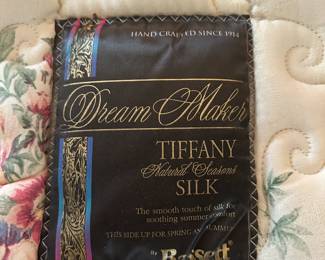 HAND CRAFTED SINCE 1914
Dream Maker
TIFFANY
Natural Seasons
SILK
The smooth touch of silk for
soothing summer comfort
THIS SIDE UP FOR SPRING AND SUMMER
By